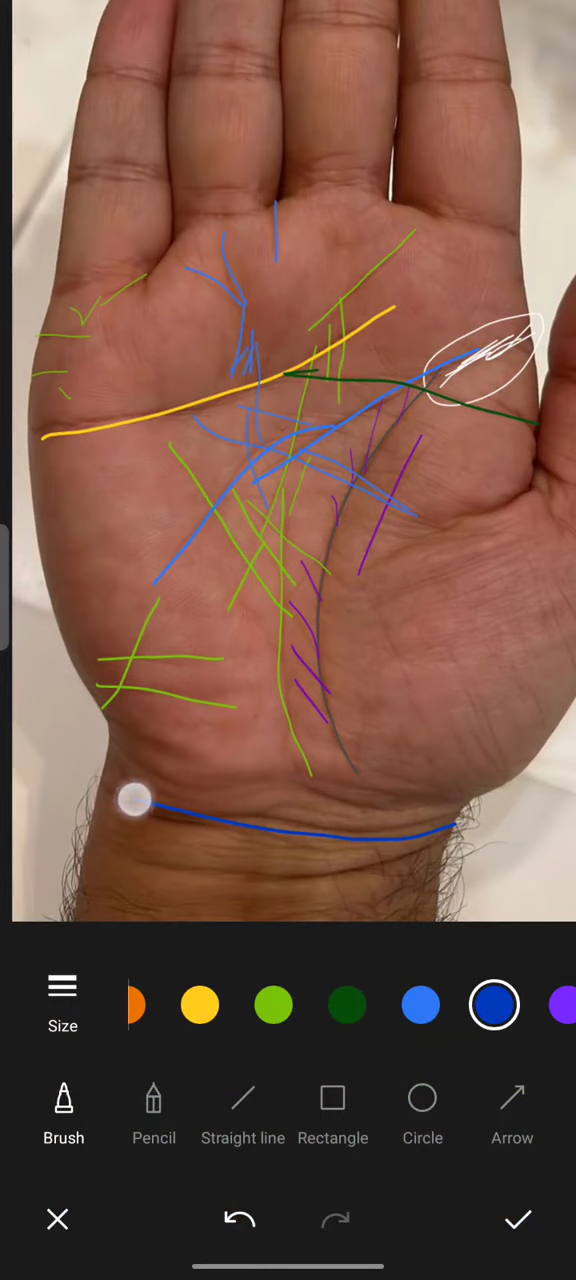 Size
Brush
Pencil
Straight line
Rectangle
Circle
Arrow